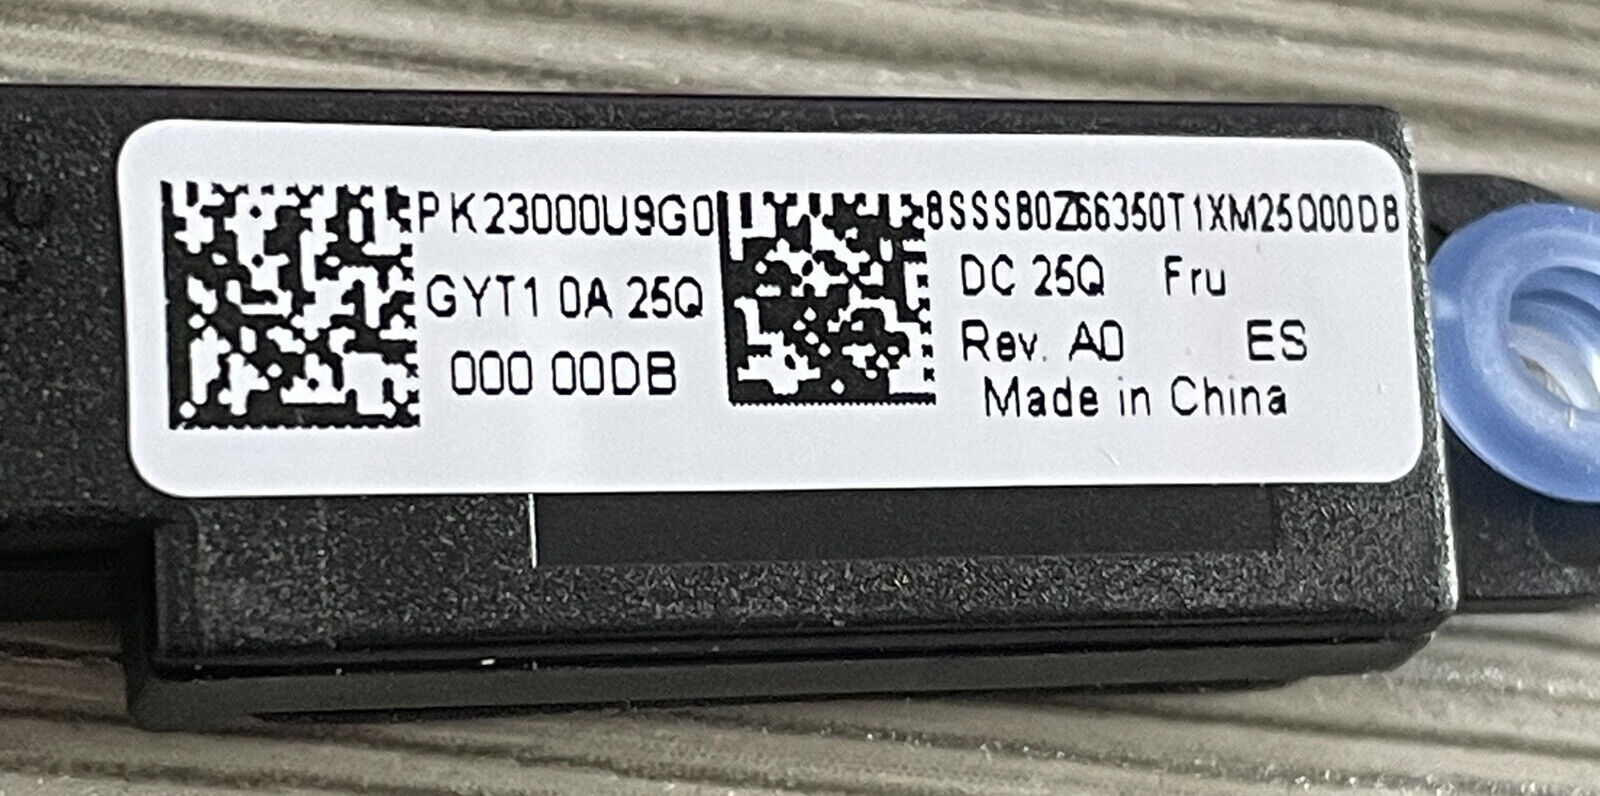 PK23000U9G0
GYT1 0A 25Q
000 00DB
8SSSB0Z66350T1XM25Q00DB
DC 25Q Fru
Rev. A0 ES
Made in China